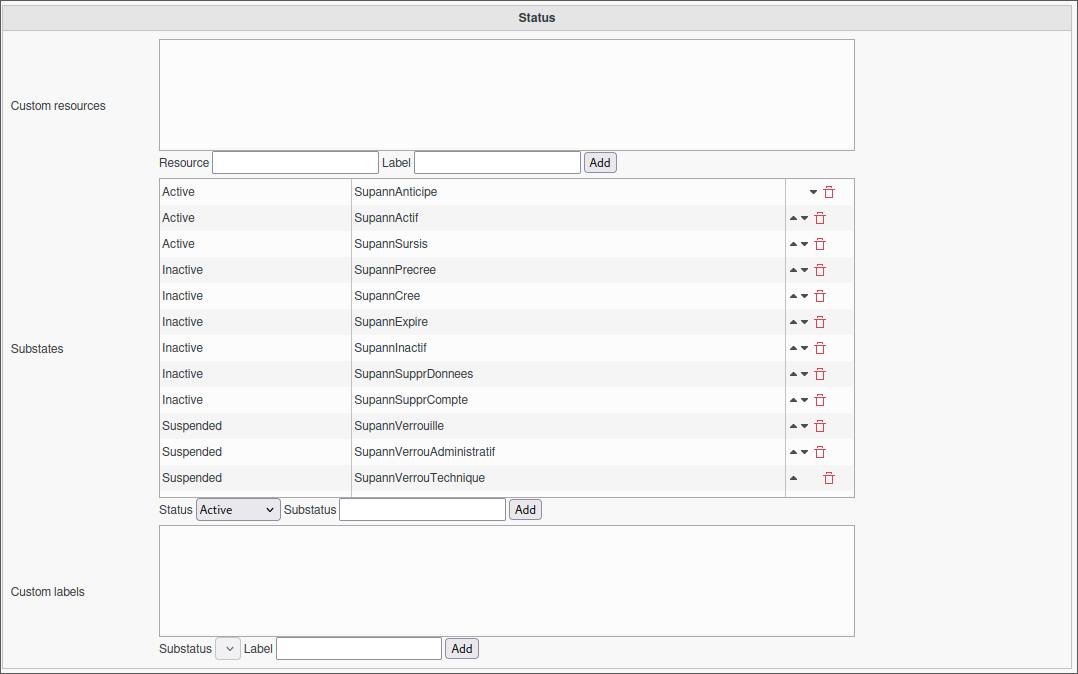 Status
Custom resources
Resource Label Add
Substates
Active SupannAnticipe
Active SupannActif
Active SupannSursis
Inactive SupannPrecree
Inactive SupannCree
Inactive SupannExpire
Inactive SupannInactif
Inactive SupannSupprDonnees
Inactive SupannSupprCompte
Suspended SupannVerrouille
Suspended SupannVerrouAdministratif
Suspended SupannVerrouTechnique
Status Active Substatus Add
Custom labels
Substatus Label Add